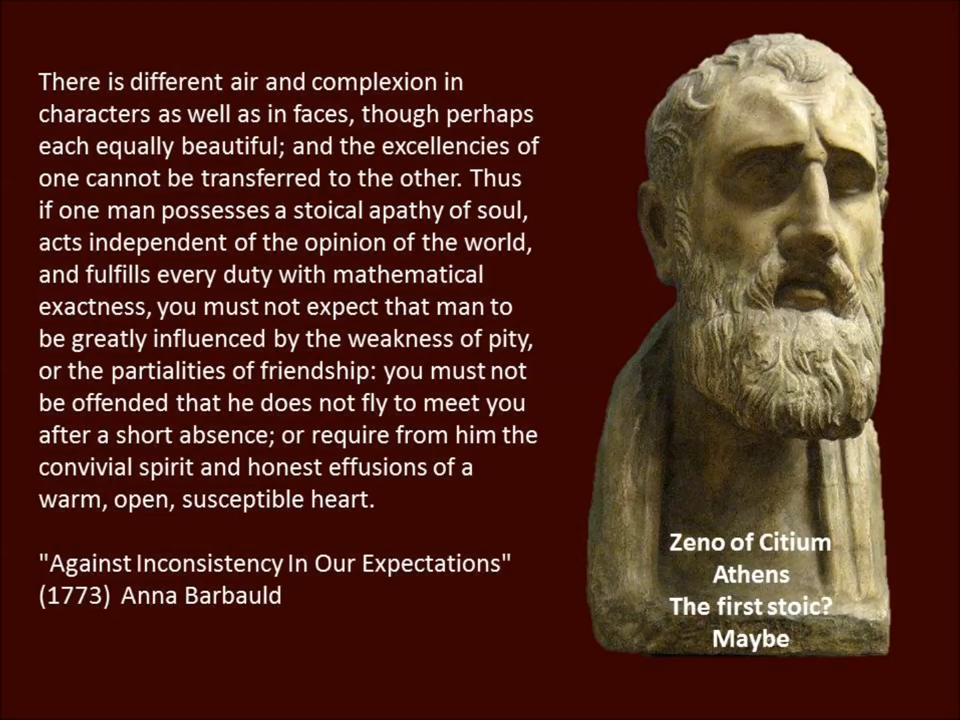 There is different air and complexion in
characters as well as in faces, though perhaps
each equally beautiful; and the excellencies of
one cannot be transferred to the other. Thus
if one man possesses a stoical apathy of soul,
acts independent of the opinion of the world,
and fulfills every duty with mathematical
exactness, you must not expect that man to
be greatly influenced by the weakness of pity,
or the partialities of friendship: you must not
be offended that he does not fly to meet you
after a short absence; or require from him the
convivial spirit and honest effusions of a
warm, open, susceptible heart.
"Against Inconsistency In Our Expectations"
(1773) Anna Barbauld
Zeno of Citium
Athens
The first stoic?
Maybe